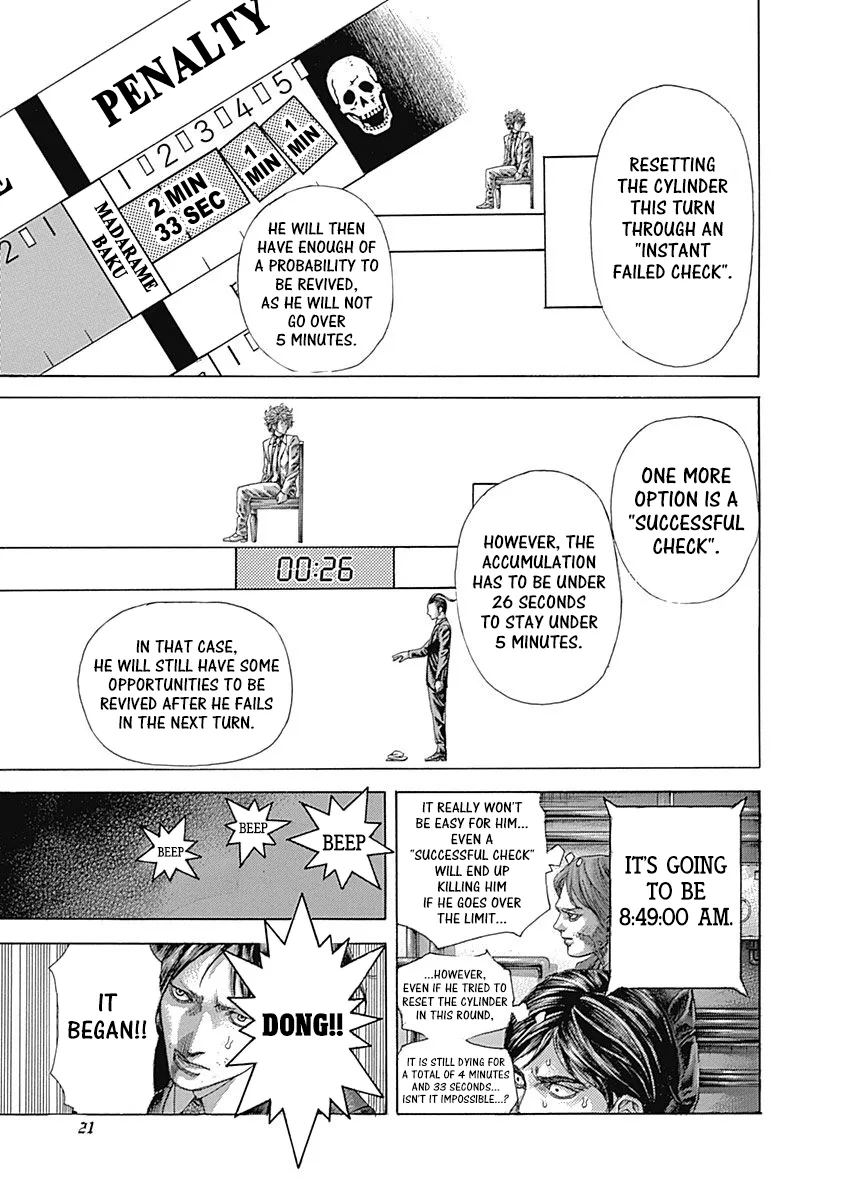 RESETTING
THE CYLINDER
THIS TURN
THROUGH AN
"INSTANT
FAILED CHECK".
PENALTY
1 2 3 4 5
2 MIN
33 SEC
1
MIN
1
MIN
MADARAME
BAKU
E
2 1
1
HE WILL THEN
HAVE ENOUGH OF
A PROBABILITY TO
BE REVIVED,
AS HE WILL NOT
GO OVER
5 MINUTES.
ONE MORE
OPTION IS A
"SUCCESSFUL
CHECK".
HOWEVER, THE
ACCUMULATION
HAS TO BE UNDER
26 SECONDS
TO STAY UNDER
5 MINUTES.
00:26
IN THAT CASE,
HE WILL STILL HAVE SOME
OPPORTUNITIES TO BE
REVIVED AFTER HE FAILS
IN THE NEXT TURN.
IT'S GOING
TO BE
8:49:00 AM.
IT REALLY WON'T
BE EASY FOR HIM...
EVEN A
"SUCCESSFUL CHECK"
WILL END UP
KILLING HIM
IF HE GOES OVER
THE LIMIT...
...HOWEVER,
EVEN IF HE TRIED TO
RESET THE CYLINDER
IN THIS ROUND,
IT IS STILL DYING FOR
A TOTAL OF 4 MINUTES
AND 33 SECONDS...
ISN'T IT IMPOSSIBLE...?
BEEP
BEEP
BEEP
DONG!!
IT
BEGAN!!
21